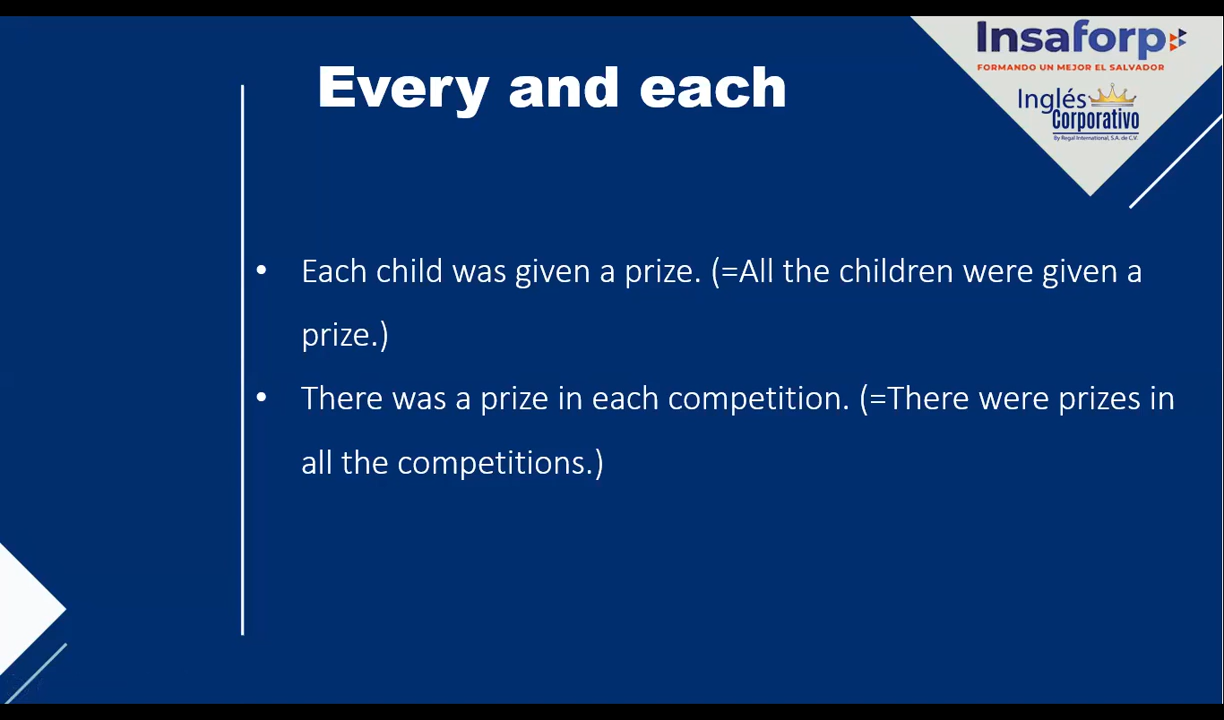 Insaforp
FORMANDO UN MEJOR EL SALVADOR
Inglés
Corporativo
By Regal International, S.A. de C.V.
Every and each
• Each child was given a prize. (=All the children were given a
prize.)
• There was a prize in each competition. (=There were prizes in
all the competitions.)